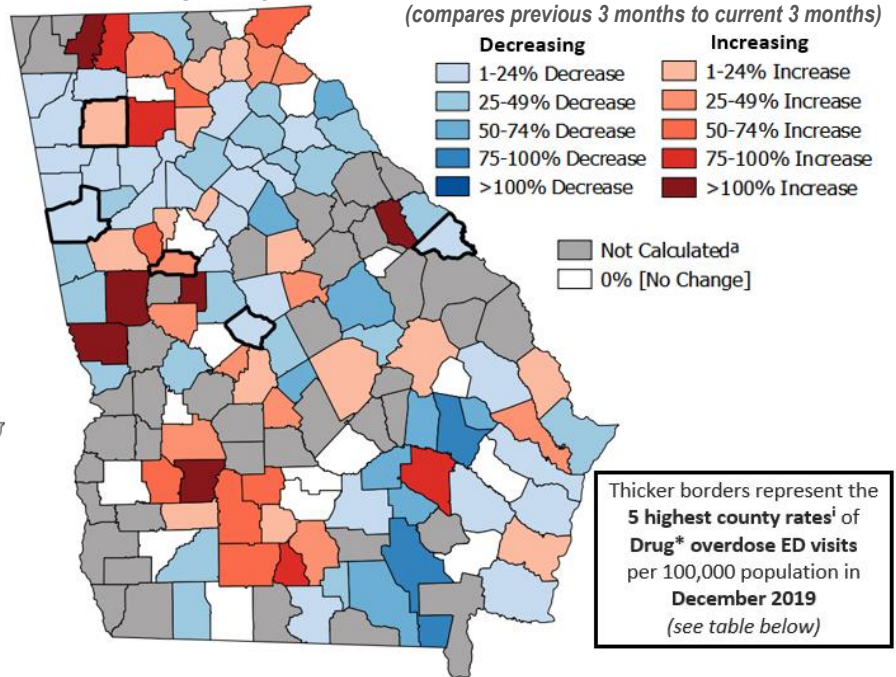 (compares previous 3 months to current 3 months)
Decreasing
1-24% Decrease
25-49% Decrease
50-74% Decrease
75-100% Decrease
>100% Decrease
Increasing
1-24% Increase
25-49% Increase
50-74% Increase
75-100% Increase
>100% Increase
Not Calculatedª
0% [No Change]
Thicker borders represent the
5 highest county ratesⁱ of
Drug* overdose ED visits
per 100,000 population in
December 2019
(see table below)